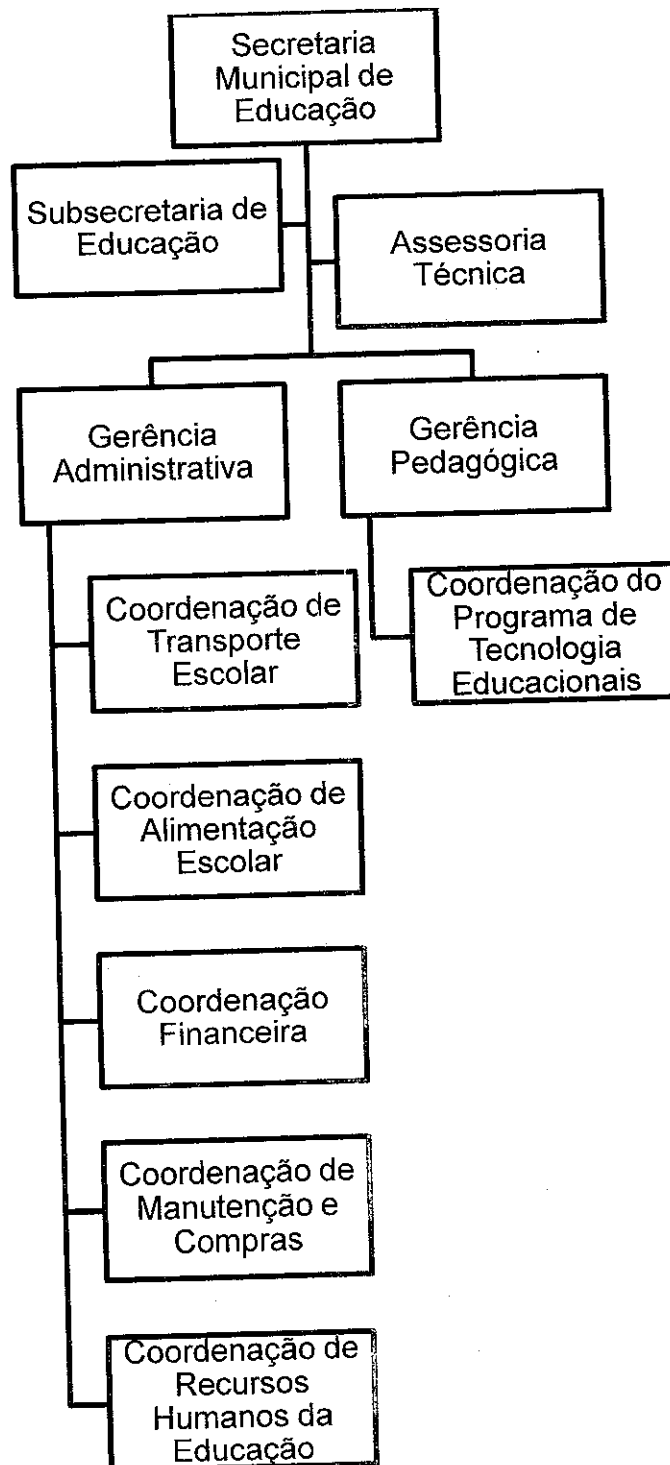 Secretaria
Municipal de
Educação
Subsecretaria de
Educação
Assessoria
Técnica
Gerência
Administrativa
Gerência
Pedagógica
Coordenação de
Transporte
Escolar
Coordenação do
Programa de
Tecnologia
Educacionais
Coordenação de
Alimentação
Escolar
Coordenação
Financeira
Coordenação de
Manutenção e
Compras
Coordenação de
Recursos
Humanos da
Educação